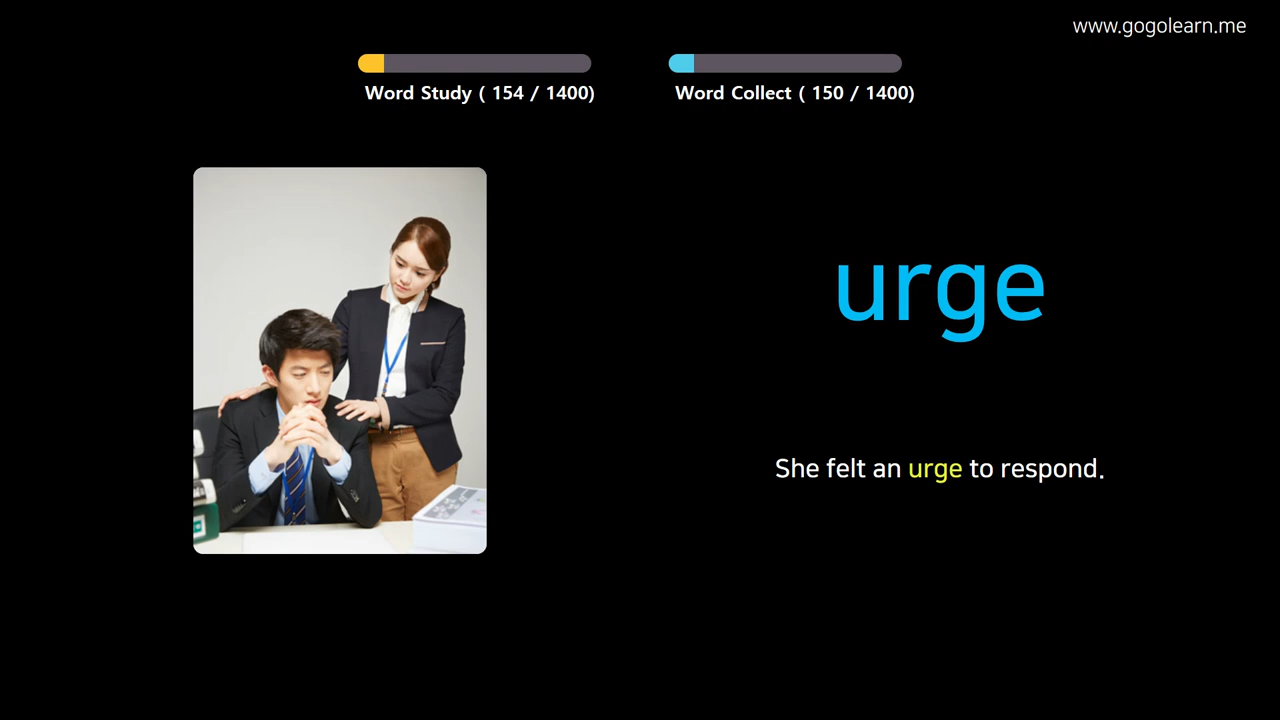 www.gogolearn.me
Word Study ( 154 / 1400)
Word Collect ( 150 / 1400)
urge
She felt an urge to respond.